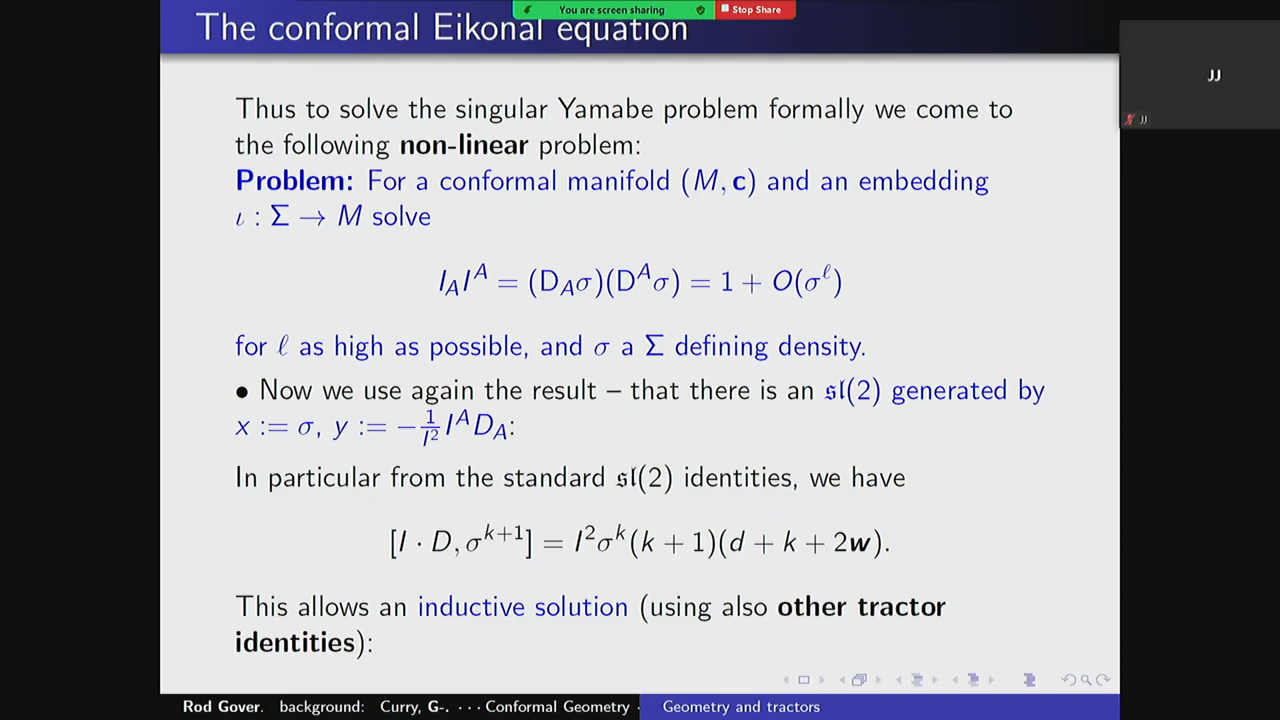 You are screen sharing
Stop Share
The conformal Eikonal equation
JJ
JJ
Thus to solve the singular Yamabe problem formally we come to
the following non-linear problem:
Problem: For a conformal manifold (M, c) and an embedding
ι : Σ → M solve
I_A I^A = (D_A σ)(D^A σ) = 1 + O(σ^ℓ)
for ℓ as high as possible, and σ a Σ defining density.
• Now we use again the result – that there is an 𝔰𝔩(2) generated by
x := σ, y := −\frac{1}{I^2} I^A D_A:
In particular from the standard 𝔰𝔩(2) identities, we have
[I · D, σ^{k+1}] = I^2 σ^k (k + 1)(d + k + 2w).
This allows an inductive solution (using also other tractor
identities):
Rod Gover. background: Curry, G-. · · · Conformal Geometry · Geometry and tractors